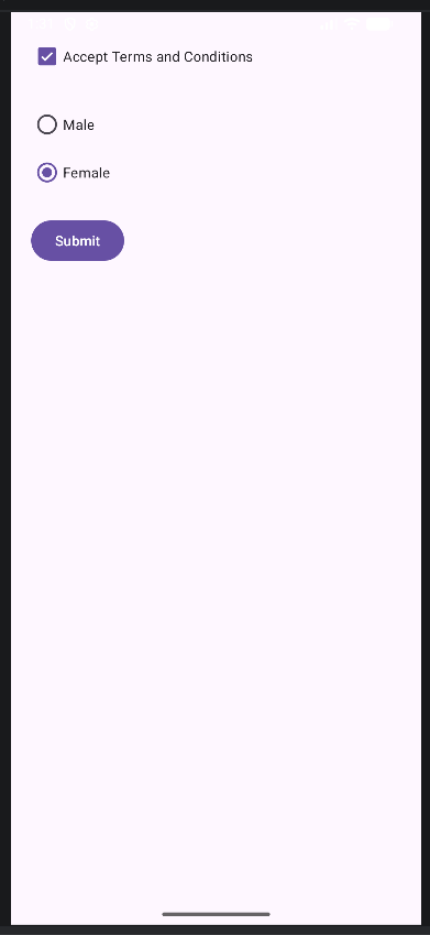 Accept Terms and Conditions
Male
Female
Submit